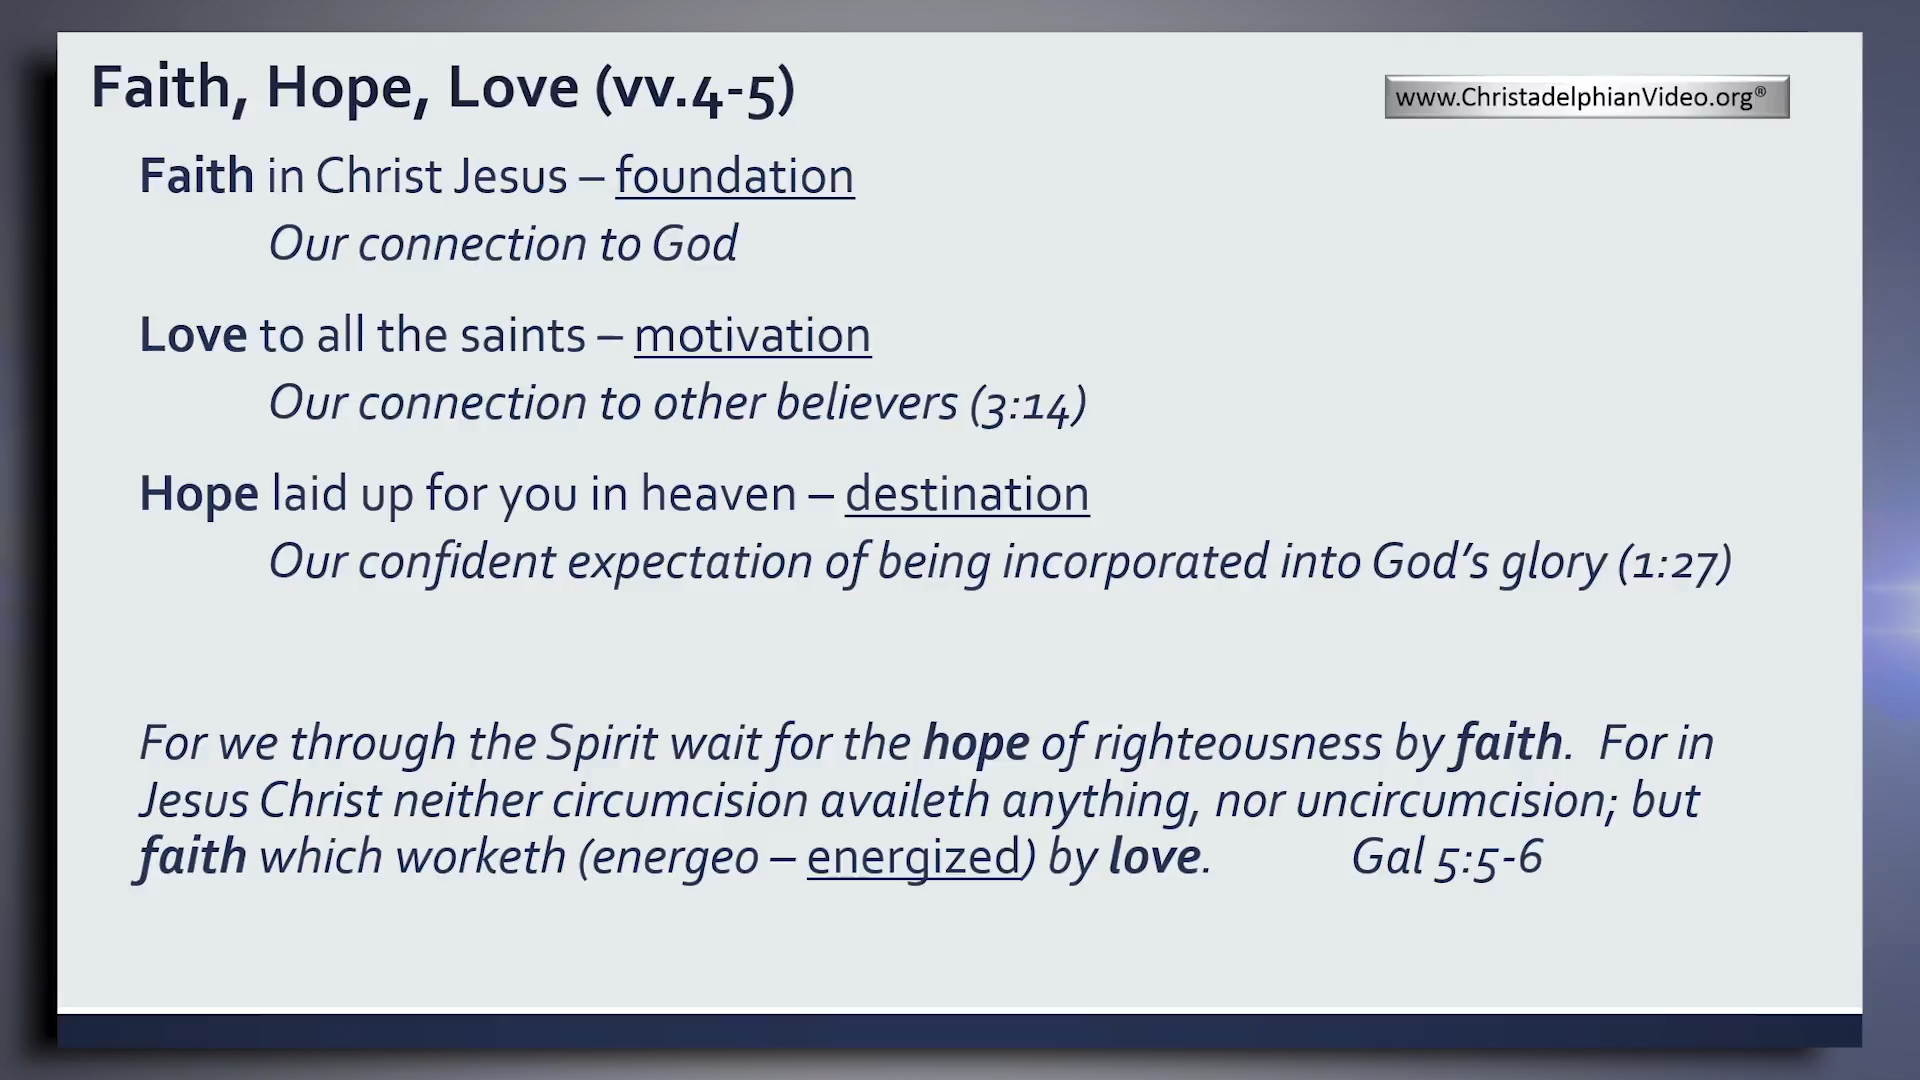 Faith, Hope, Love (vv.4-5)
www.ChristadelphianVideo.org®
Faith in Christ Jesus – foundation
Our connection to God
Love to all the saints – motivation
Our connection to other believers (3:14)
Hope laid up for you in heaven – destination
Our confident expectation of being incorporated into God’s glory (1:27)
For we through the Spirit wait for the hope of righteousness by faith. For in
Jesus Christ neither circumcision availeth anything, nor uncircumcision; but
faith which worketh (energeo – energized) by love. Gal 5:5-6